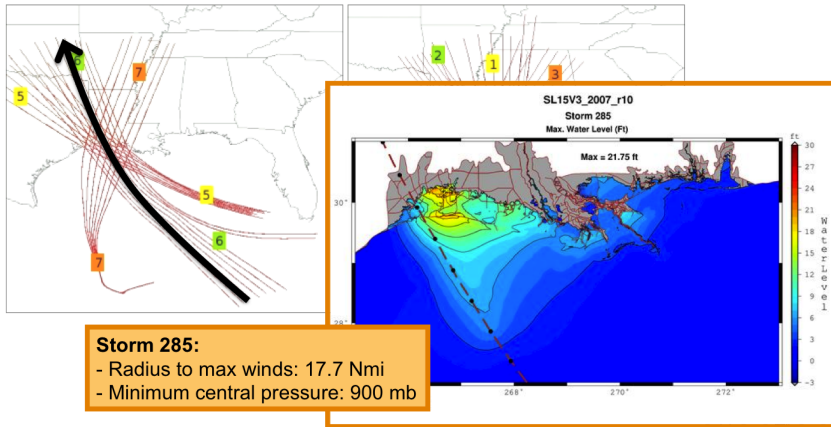 6
7
5
5
6
7
2
1
3
SL15V3_2007_r10
Storm 285
Max. Water Level (Ft)
Max = 21.75 ft
ft
30
27
24
21
18
15
12
9
6
3
0
-3
Water Level
30°
28°
268°
270°
272°
Storm 285:
- Radius to max winds: 17.7 Nmi
- Minimum central pressure: 900 mb